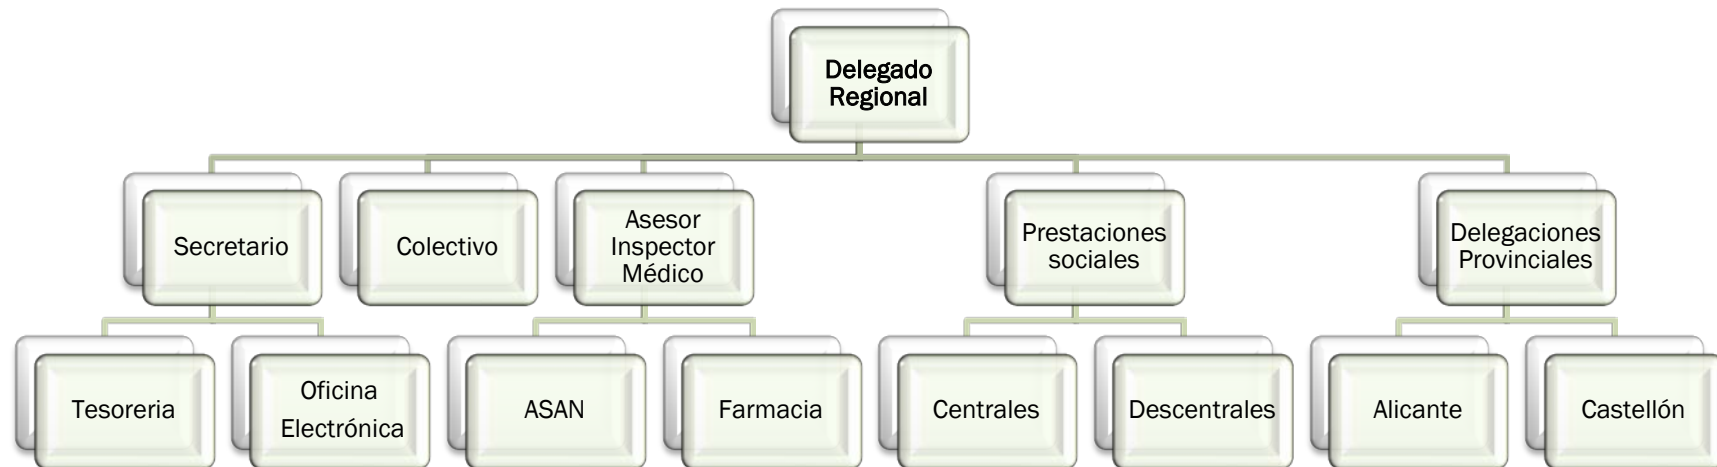 Delegado
Regional
Secretario
Colectivo
Asesor
Inspector
Médico
Prestaciones
sociales
Delegaciones
Provinciales
Tesoreria
Oficina
Electrónica
ASAN
Farmacia
Centrales
Descentrales
Alicante
Castellón